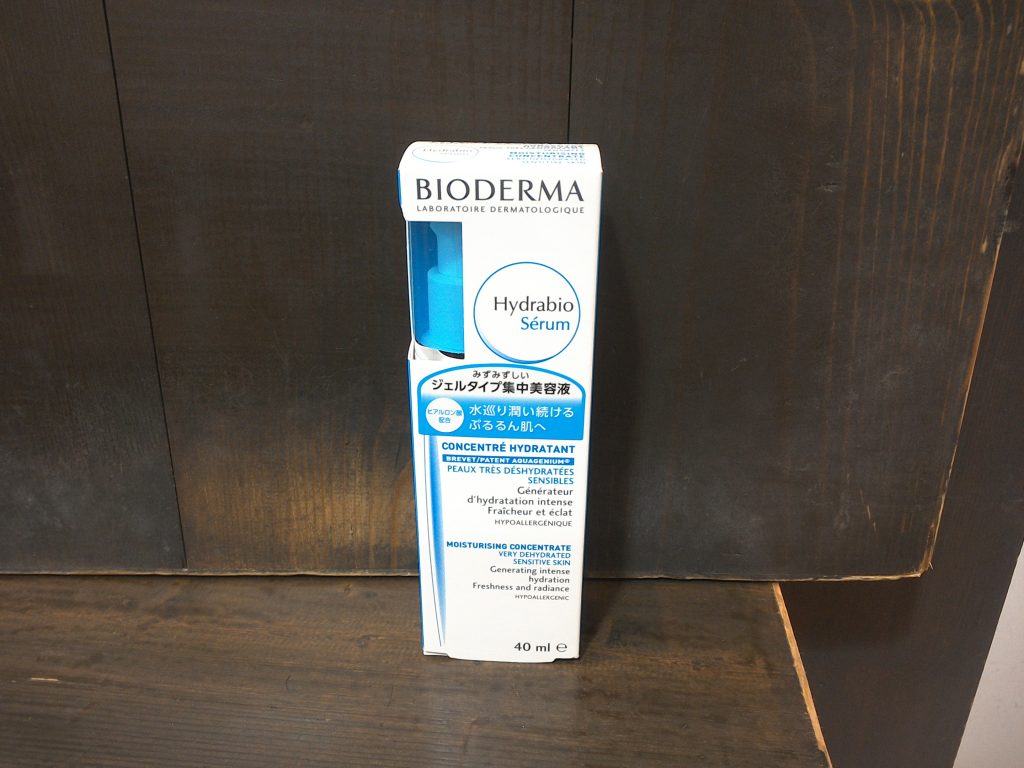 Hydrabio
MOISTURISING
CONCENTRATE
BIODERMA
LABORATOIRE DERMATOLOGIQUE
Hydrabio
Sérum
みずみずしい
ジェルタイプ集中美容液
ヒアルロン酸
配合
水巡り潤い続ける
ぷるるん肌へ
CONCENTRÉ HYDRATANT
BREVET/PATENT AQUAGENIUM®
PEAUX TRÈS DÉSHYDRATÉES
SENSIBLES
Générateur
d'hydratation intense
Fraîcheur et éclat
HYPOALLERGÉNIQUE
MOISTURISING CONCENTRATE
VERY DEHYDRATED
SENSITIVE SKIN
Generating intense
hydration
Freshness and radiance
HYPOALLERGENIC
40 ml ℮